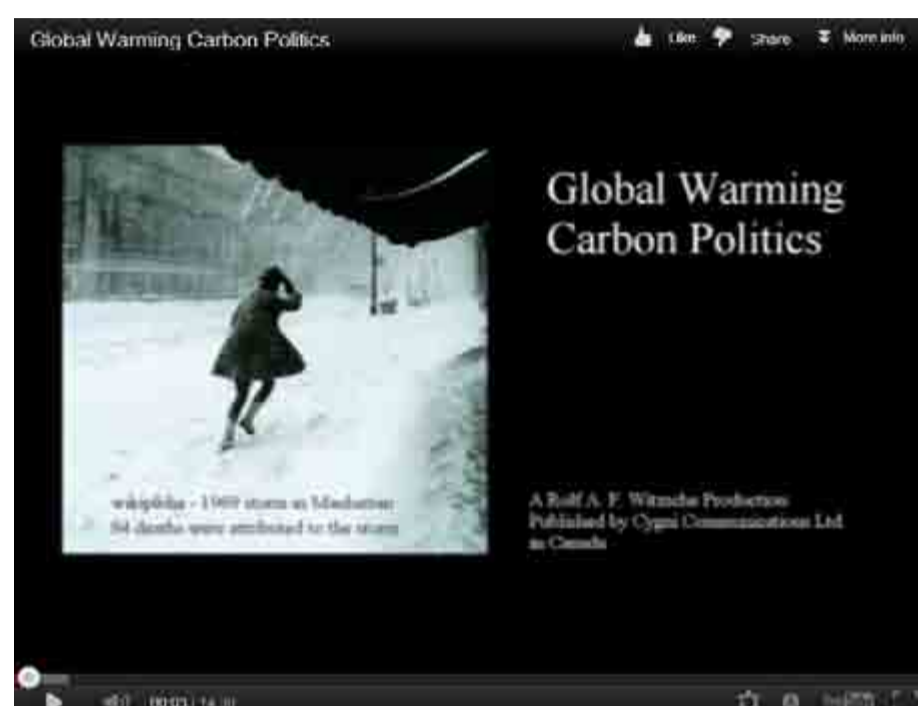 Global Warming Carbon Politics
Like Share More info
Global Warming
Carbon Politics
wikipedia - 1969 storm in Manhattan
94 deaths were attributed to the storm
A Rolf A. F. Witzsche Production
Published by Cygni Communications Ltd
in Canada